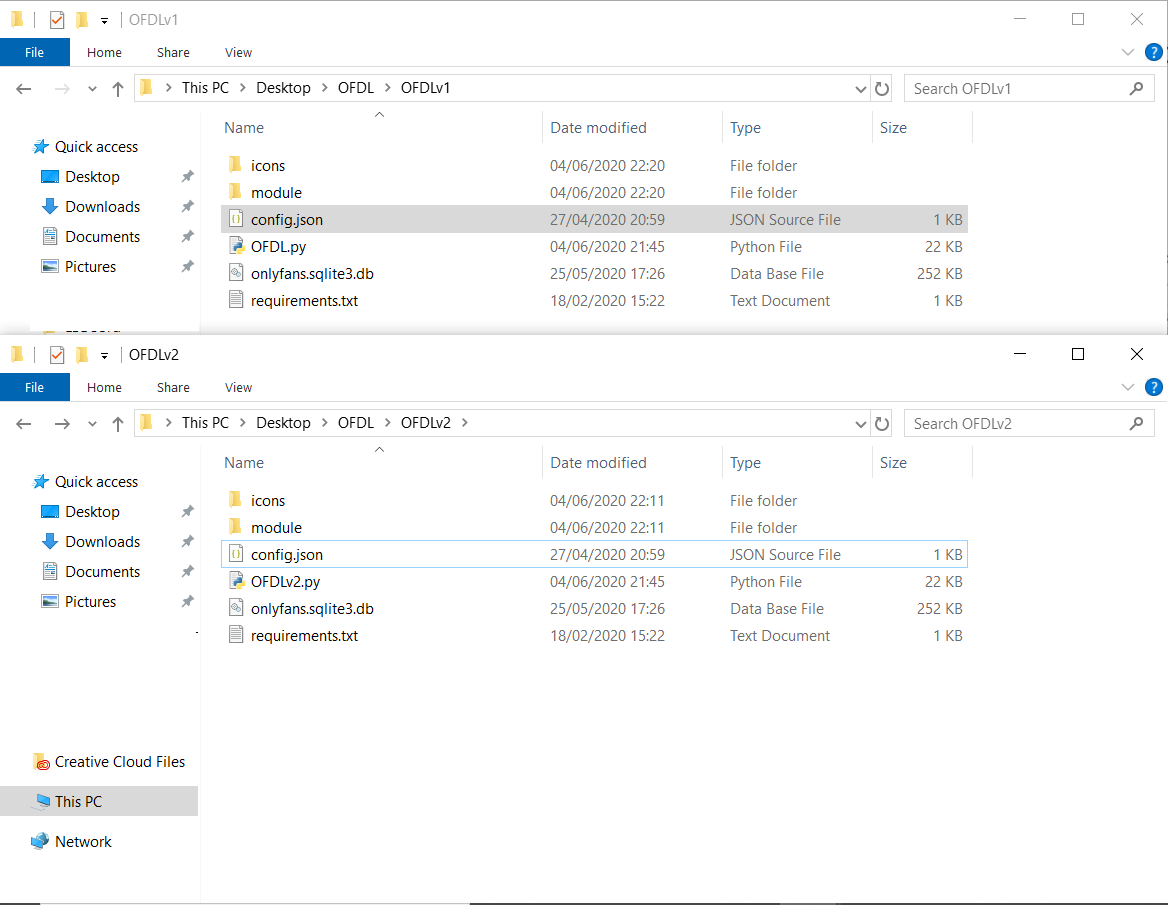 OFDLv1
File Home Share View
This PC Desktop OFDL OFDLv1 Search OFDLv1
Name Date modified Type Size
Quick access
Desktop
Downloads
Documents
Pictures
icons 04/06/2020 22:20 File folder
module 04/06/2020 22:20 File folder
config.json 27/04/2020 20:59 JSON Source File 1 KB
OFDL.py 04/06/2020 21:45 Python File 22 KB
onlyfans.sqlite3.db 25/05/2020 17:26 Data Base File 252 KB
requirements.txt 18/02/2020 15:22 Text Document 1 KB
OFDLv2
File Home Share View
This PC Desktop OFDL OFDLv2 Search OFDLv2
Name Date modified Type Size
Quick access
Desktop
Downloads
Documents
Pictures
icons 04/06/2020 22:11 File folder
module 04/06/2020 22:11 File folder
config.json 27/04/2020 20:59 JSON Source File 1 KB
OFDLv2.py 04/06/2020 21:45 Python File 22 KB
onlyfans.sqlite3.db 25/05/2020 17:26 Data Base File 252 KB
requirements.txt 18/02/2020 15:22 Text Document 1 KB
Creative Cloud Files
This PC
Network